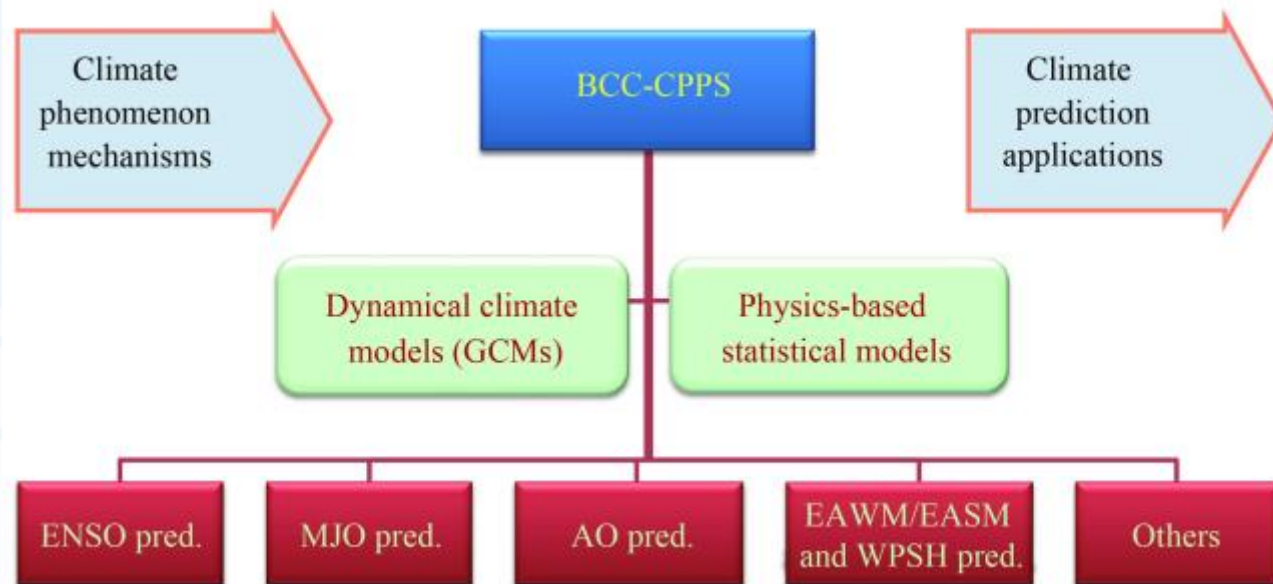 Climate
phenomenon
mechanisms
BCC-CPPS
Climate
prediction
applications
Dynamical climate
models (GCMs)
Physics-based
statistical models
ENSO pred.
MJO pred.
AO pred.
EAWM/EASM
and WPSH pred.
Others